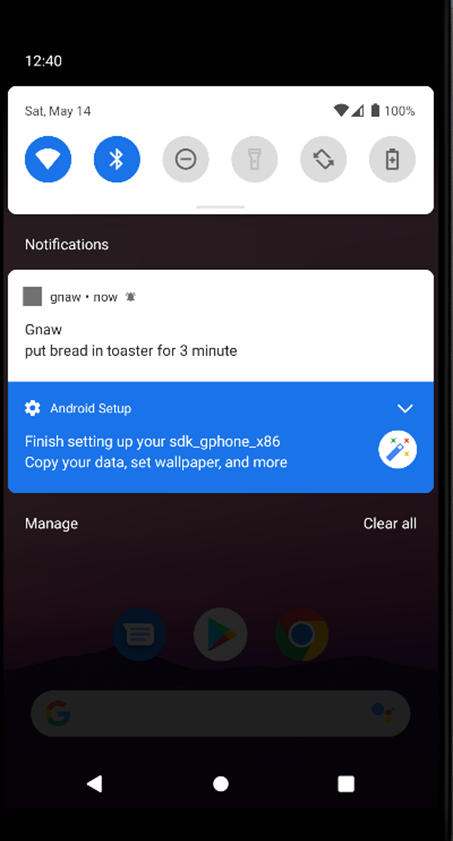 12:40
Sat, May 14
100%
Notifications
gnaw • now
Gnaw
put bread in toaster for 3 minute
Android Setup
Finish setting up your sdk_gphone_x86
Copy your data, set wallpaper, and more
Manage
Clear all